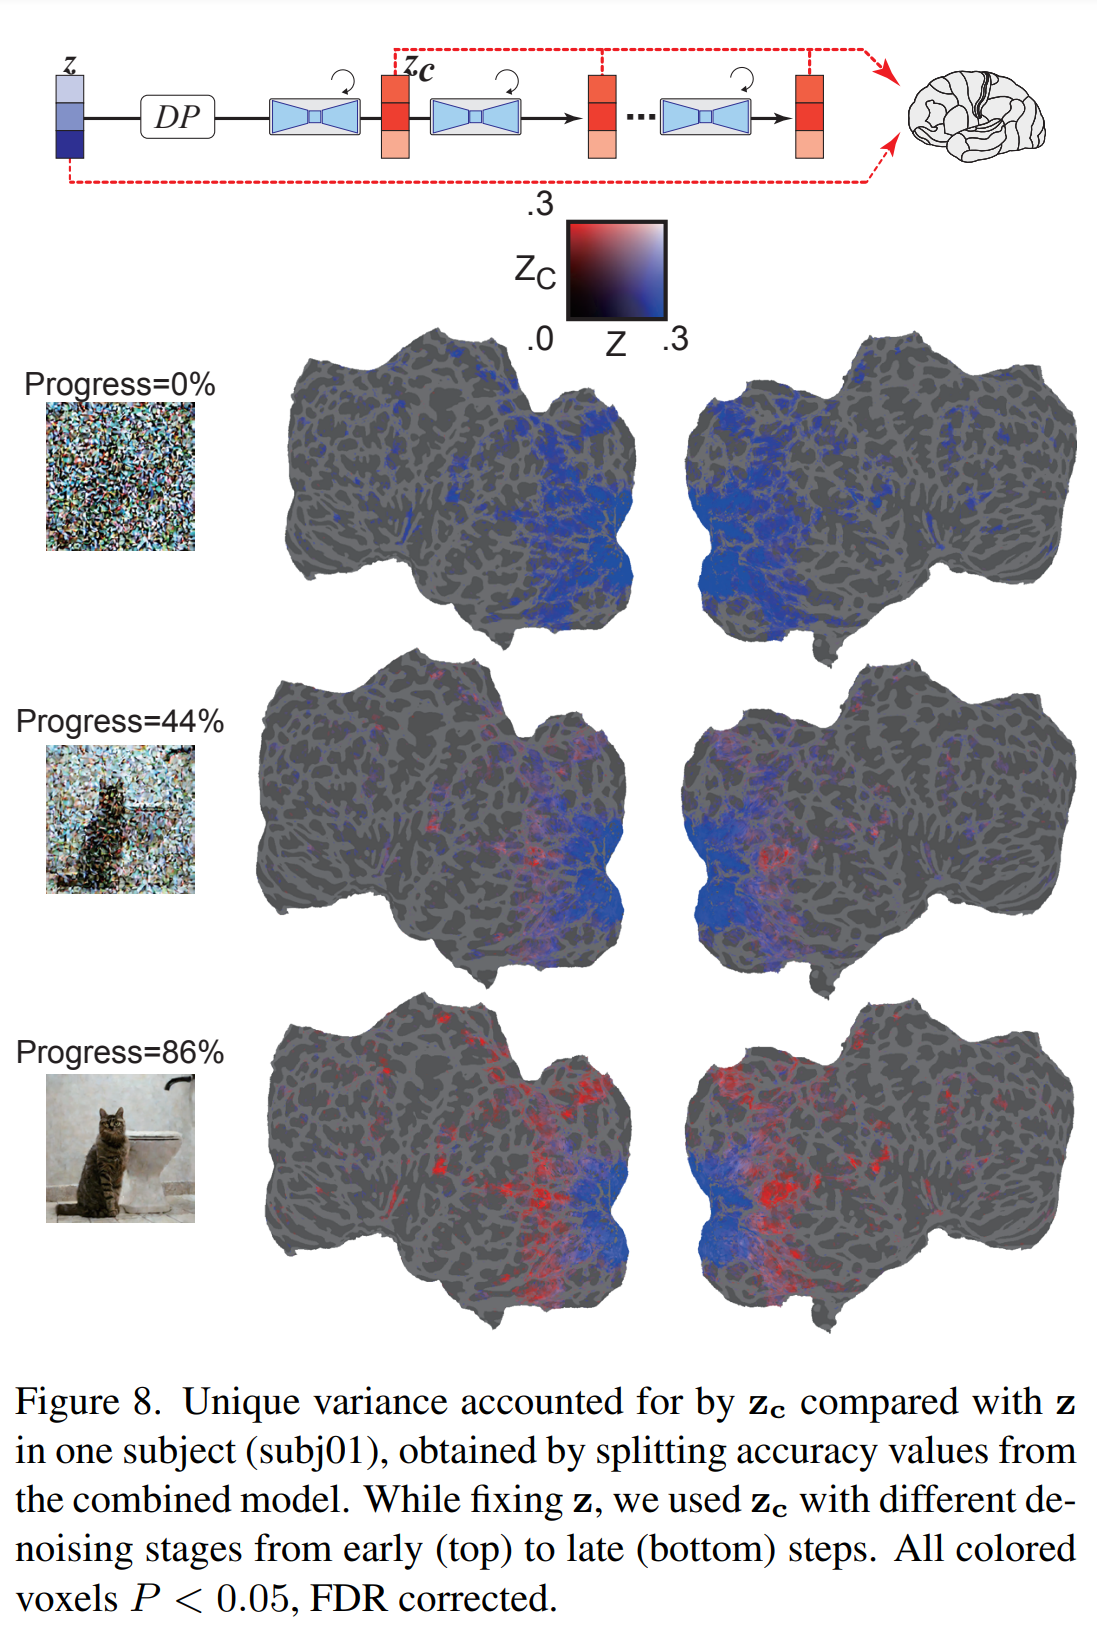 z
DP
zc
.3
ZC
.0 Z .3
Progress=0%
Progress=44%
Progress=86%
Figure 8. Unique variance accounted for by zc compared with z
in one subject (subj01), obtained by splitting accuracy values from
the combined model. While fixing z, we used zc with different de-
noising stages from early (top) to late (bottom) steps. All colored
voxels P < 0.05, FDR corrected.